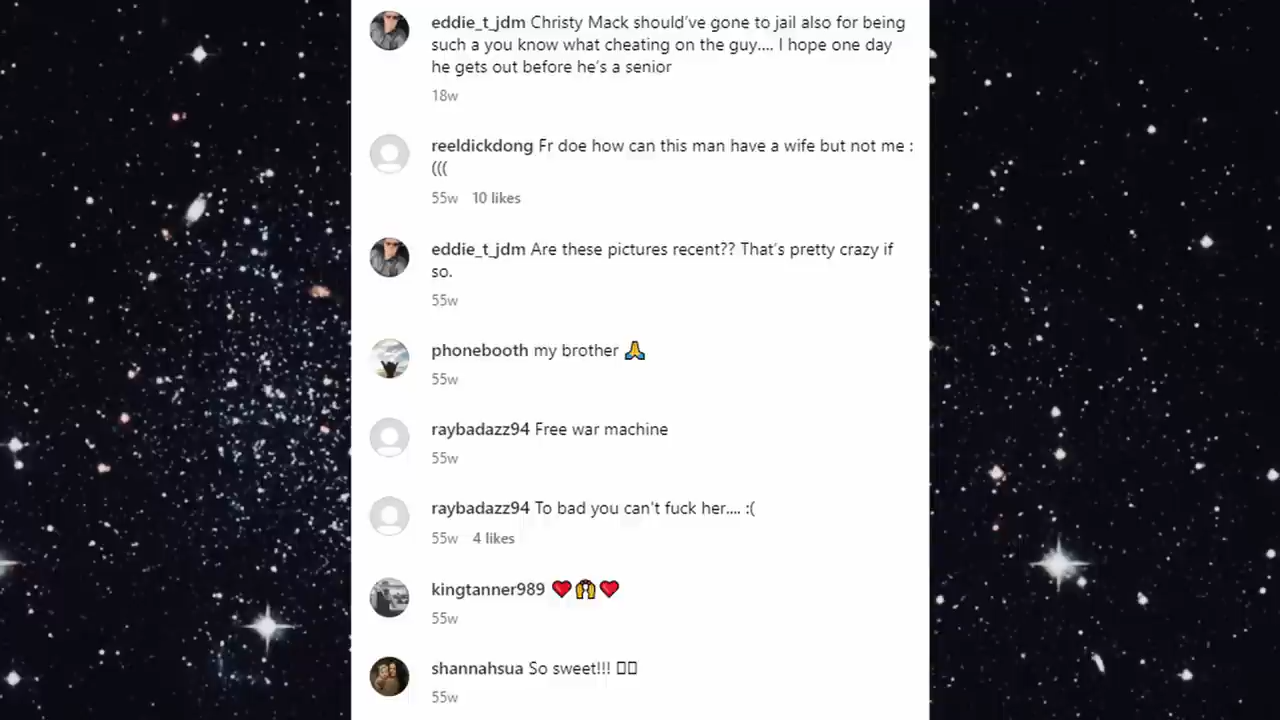 eddie_t_jdm Christy Mack should've gone to jail also for being
such a you know what cheating on the guy.... I hope one day
he gets out before he's a senior
18w
reeldickdong Fr doe how can this man have a wife but not me :
(((
55w 10 likes
eddie_t_jdm Are these pictures recent?? That's pretty crazy if
so.
55w
phonebooth my brother 🙏
55w
raybadazz94 Free war machine
55w
raybadazz94 To bad you can't fuck her.... :(
55w 4 likes
kingtanner989 ❤️🙌❤️
55w
shannahsua So sweet!!! 
55w